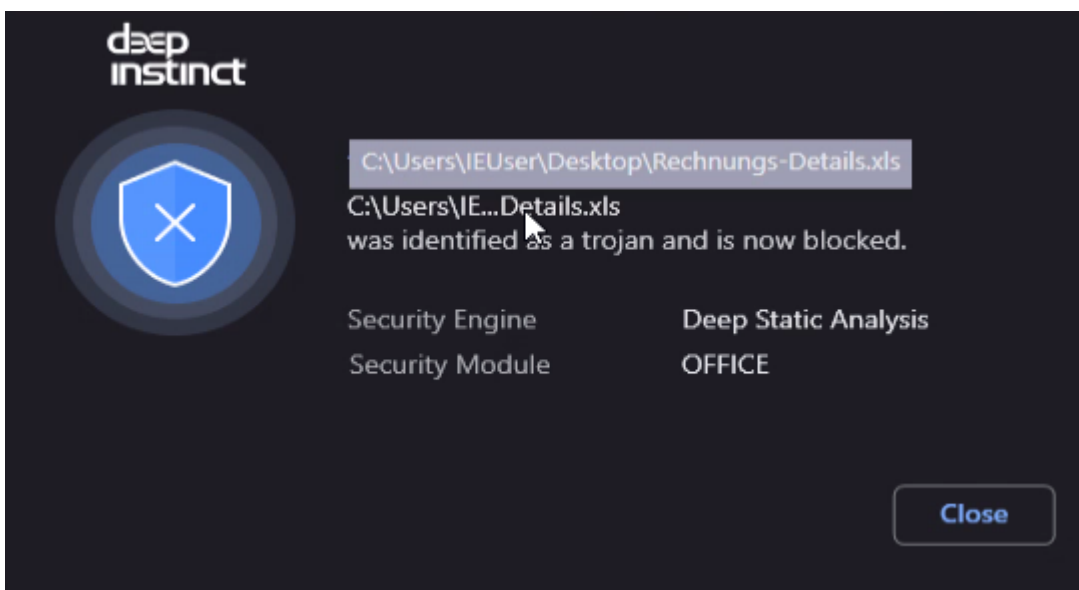 deep
instinct
C:\Users\IEUser\Desktop\Rechnungs-Details.xls
C:\Users\IE...Details.xls
was identified as a trojan and is now blocked.
Security Engine Deep Static Analysis
Security Module OFFICE
Close